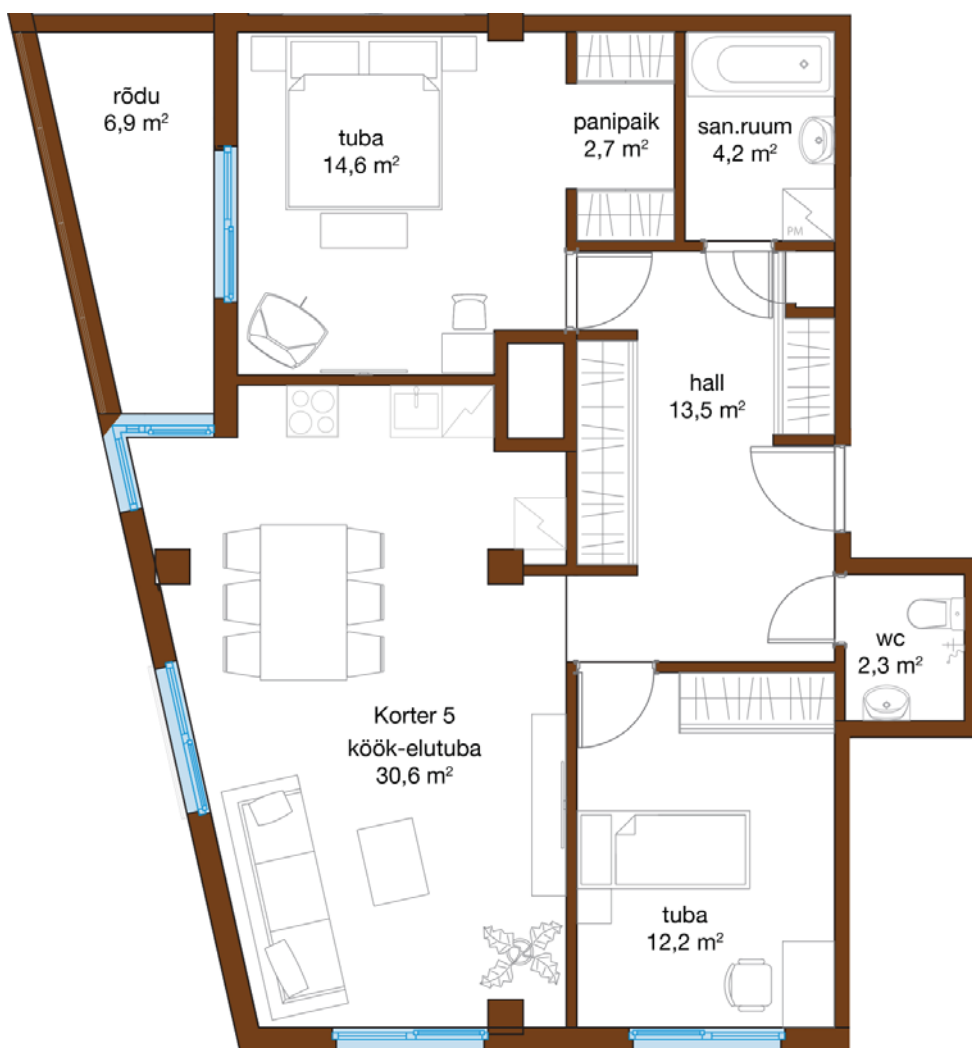 rõdu
6,9 m²
tuba
14,6 m²
panipaik
2,7 m²
san.ruum
4,2 m²
PM
hall
13,5 m²
wc
2,3 m²
Korter 5
köök-elutuba
30,6 m²
tuba
12,2 m²